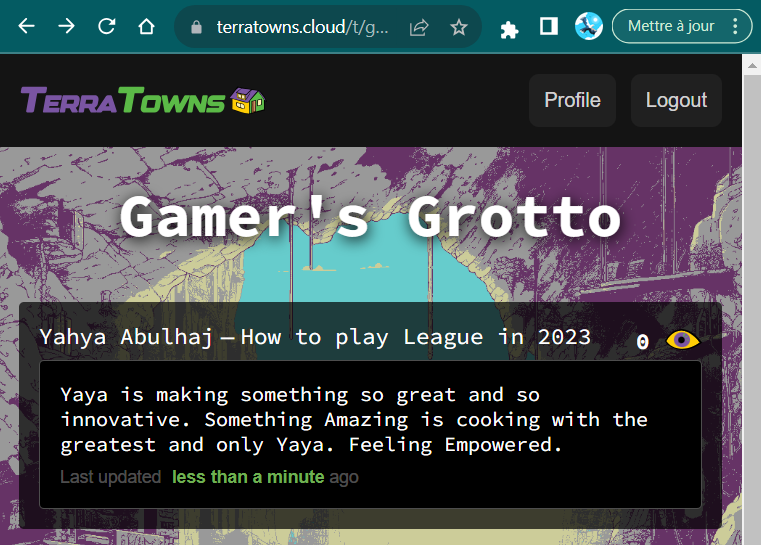 terratowns.cloud/t/g...
Mettre à jour
TERRATOWNS
Profile
Logout
Gamer's Grotto
Yahya Abulhaj — How to play League in 2023
0
Yaya is making something so great and so
innovative. Something Amazing is cooking with the
greatest and only Yaya. Feeling Empowered.
Last updated less than a minute ago